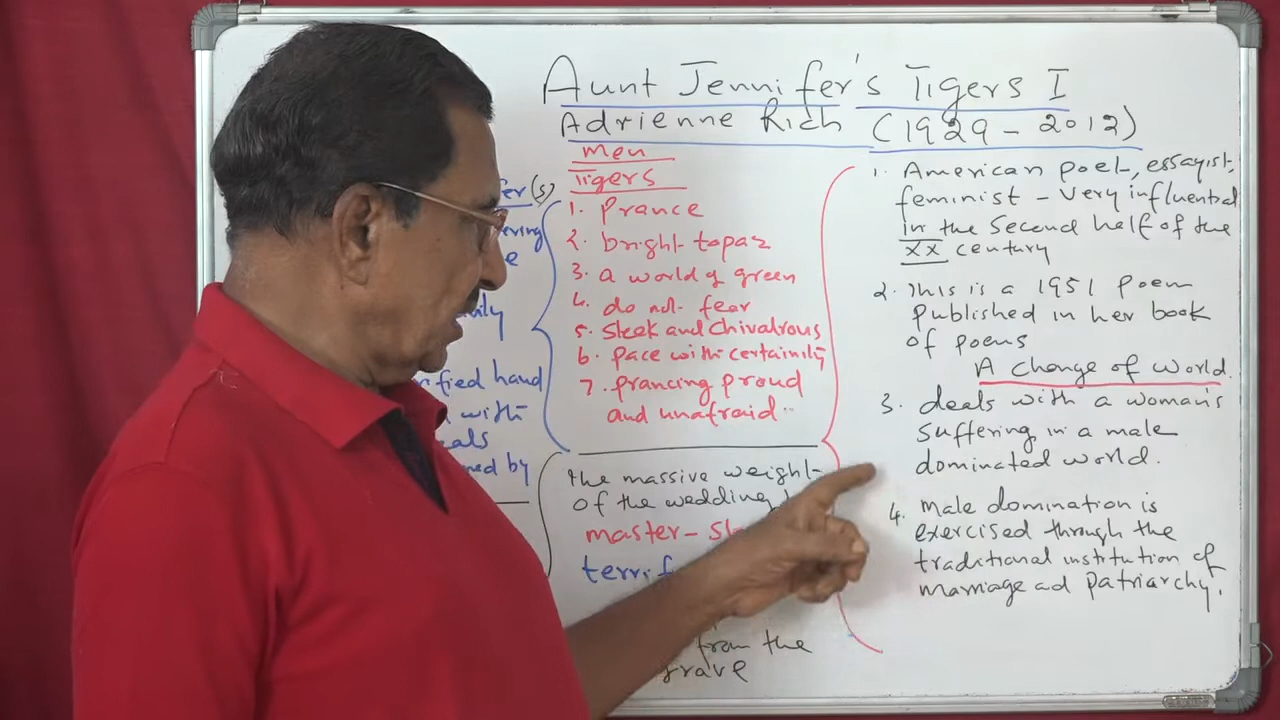 Aunt Jennifer's Tigers I
Adrienne Rich (1929 - 2012)
(s)
hand
with
by
Men
Tigers
1. Prance
2. bright topaz
3. a world of green
4. do not fear
5. Sleek and Chivalrous
6. pace with certainity
7. prancing proud
and unafraid..
the massive weight
of the wedding
master-
from the
1. American poet, essayist,
feminist - Very influential
in the Second half of the
XX century
2. This is a 1951 poem
published in her book
of poems
A Change of World.
3. deals with a woman's
Suffering in a male
dominated world.
4. Male domination is
exercised through the
traditional institution of
marriage ad Patriarchy.